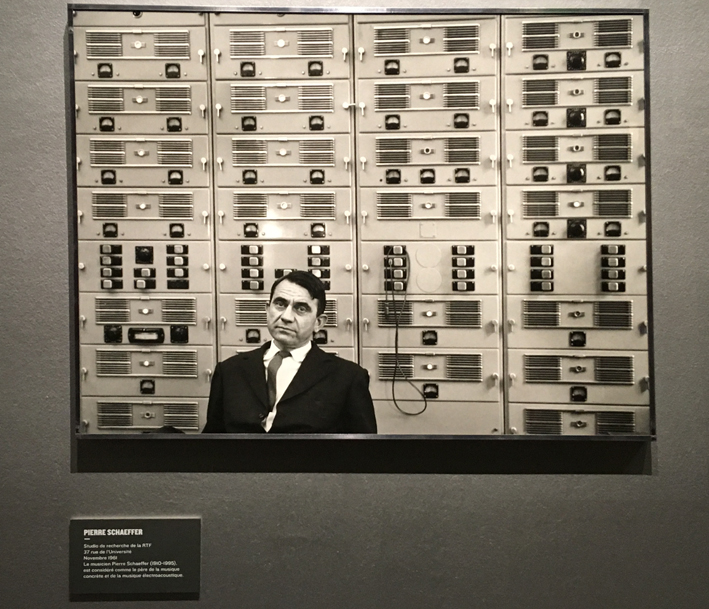 PIERRE SCHAEFFER
Studio de recherche de la RTF
37 rue de l'Université
Novembre 1961
Le musicien Pierre Schaeffer (1910-1995),
est considéré comme le père de la musique
concrète et de la musique électroacoustique.